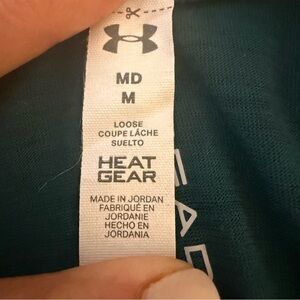 MD
M
LOOSE
COUPE LÂCHE
SUELTO
HEAT
GEAR
MADE IN JORDAN
FABRIQUÉ EN
JORDANIE
HECHO EN
JORDANIA